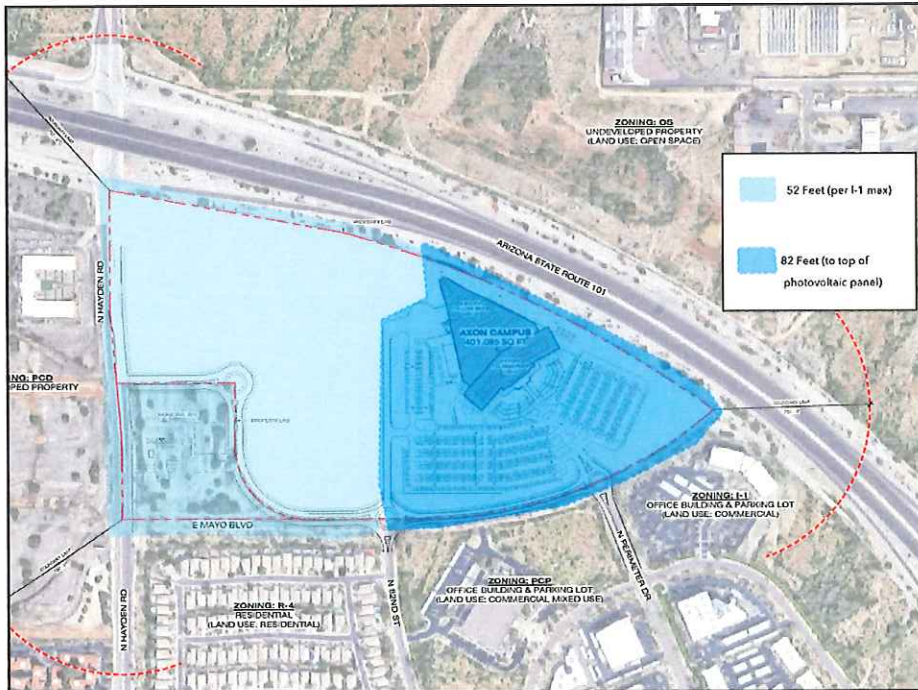 ZONING: OS
UNDEVELOPED PROPERTY
(LAND USE: OPEN SPACE)
52 Feet (per I-1 max)
82 Feet (to top of
photovoltaic panel)
ARIZONA STATE ROUTE 101
N HAYDEN RD
AXON CAMPUS
401,085 SQ FT
NG: PCD
PED PROPERTY
PROPERTY LINE
E MAYO BLVD
ZONING: I-1
OFFICE BUILDING & PARKING LOT
(LAND USE: COMMERCIAL)
N PERIMETER DR
ZONING: PCP
OFFICE BUILDING & PARKING LOT
(LAND USE: COMMERCIAL MIXED USE)
N 82ND ST
ZONING: R-4
RESIDENTIAL
(LAND USE: RESIDENTIAL)
N HAYDEN RD